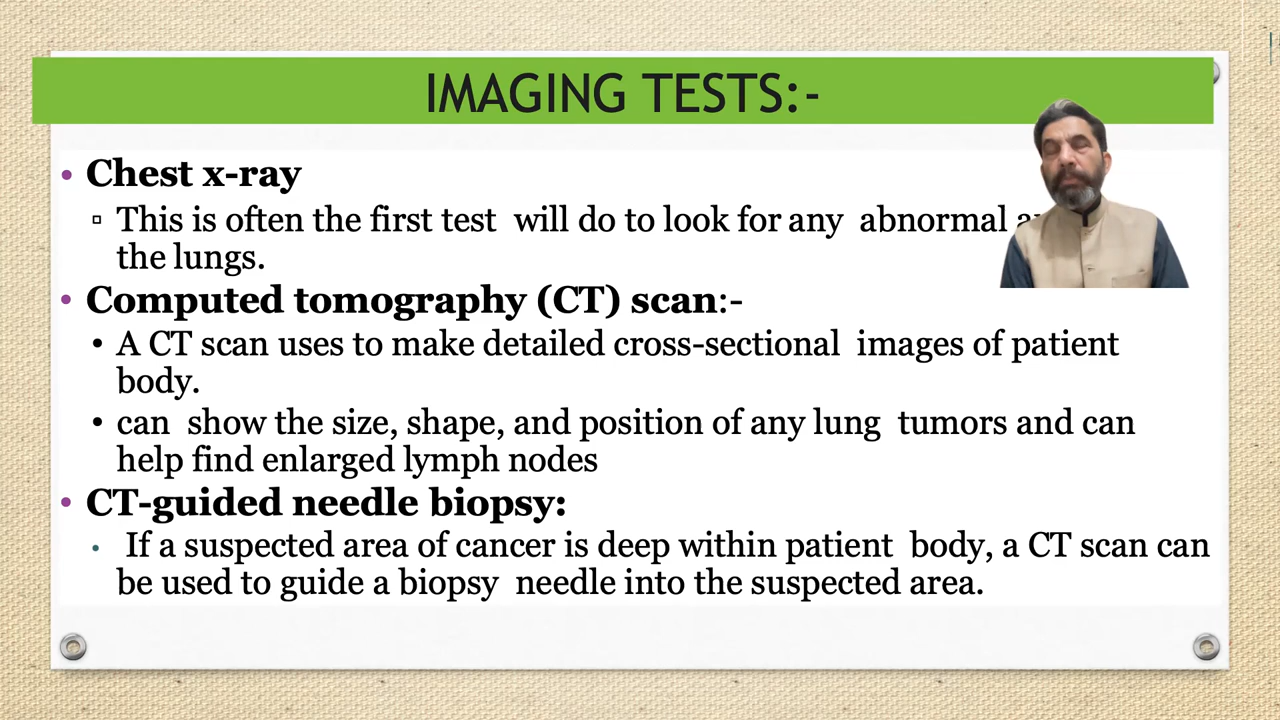 IMAGING TESTS:-
• Chest x-ray
▫ This is often the first test will do to look for any abnormal
the lungs.
• Computed tomography (CT) scan:-
• A CT scan uses to make detailed cross-sectional images of patient
body.
• can show the size, shape, and position of any lung tumors and can
help find enlarged lymph nodes
• CT-guided needle biopsy:
• If a suspected area of cancer is deep within patient body, a CT scan can
be used to guide a biopsy needle into the suspected area.